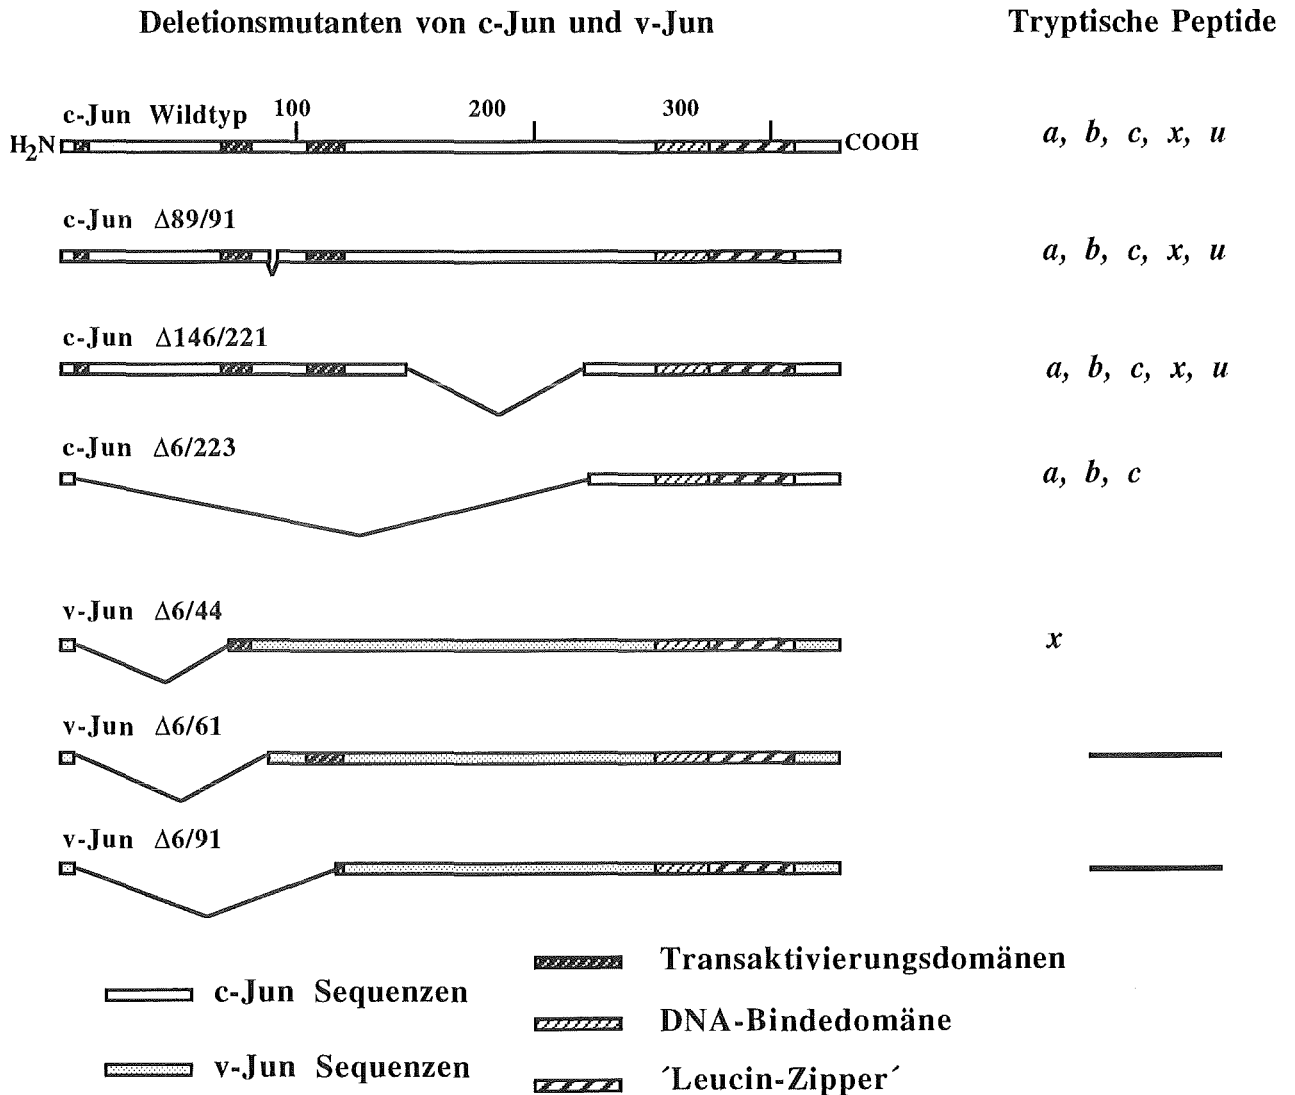 Deletionsmutanten von c-Jun und v-Jun
Tryptische Peptide
c-Jun Wildtyp 100 200 300
H2N COOH
a, b, c, x, u
c-Jun Δ89/91
a, b, c, x, u
c-Jun Δ146/221
a, b, c, x, u
c-Jun Δ6/223
a, b, c
v-Jun Δ6/44
x
v-Jun Δ6/61
v-Jun Δ6/91
c-Jun Sequenzen
v-Jun Sequenzen
Transaktivierungsdomänen
DNA-Bindedomäne
´Leucin-Zipper´